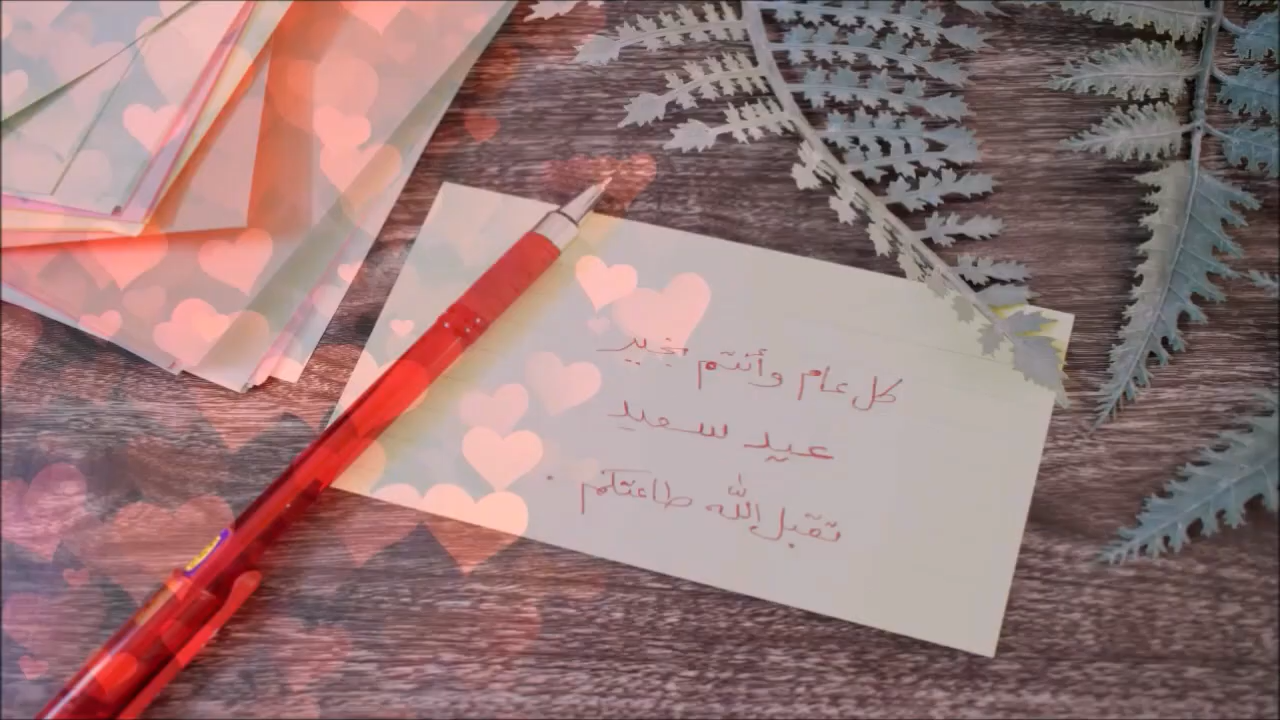 كل عام وأنتم بخير
عيد سعيد
تقبل الله طاعتكم .